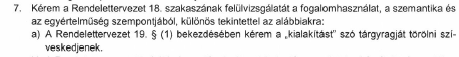 7. Kérem a Rendelettervezet 18. szakaszának felülvizsgálatát a fogalomhasználat, a szemantika és
az egyértelműség szempontjából, különös tekintettel az alábbiakra:
a) A Rendelettervezet 19. § (1) bekezdésében kérem a „kialakítást" szó tárgyragját törölni szí-
veskedjenek.